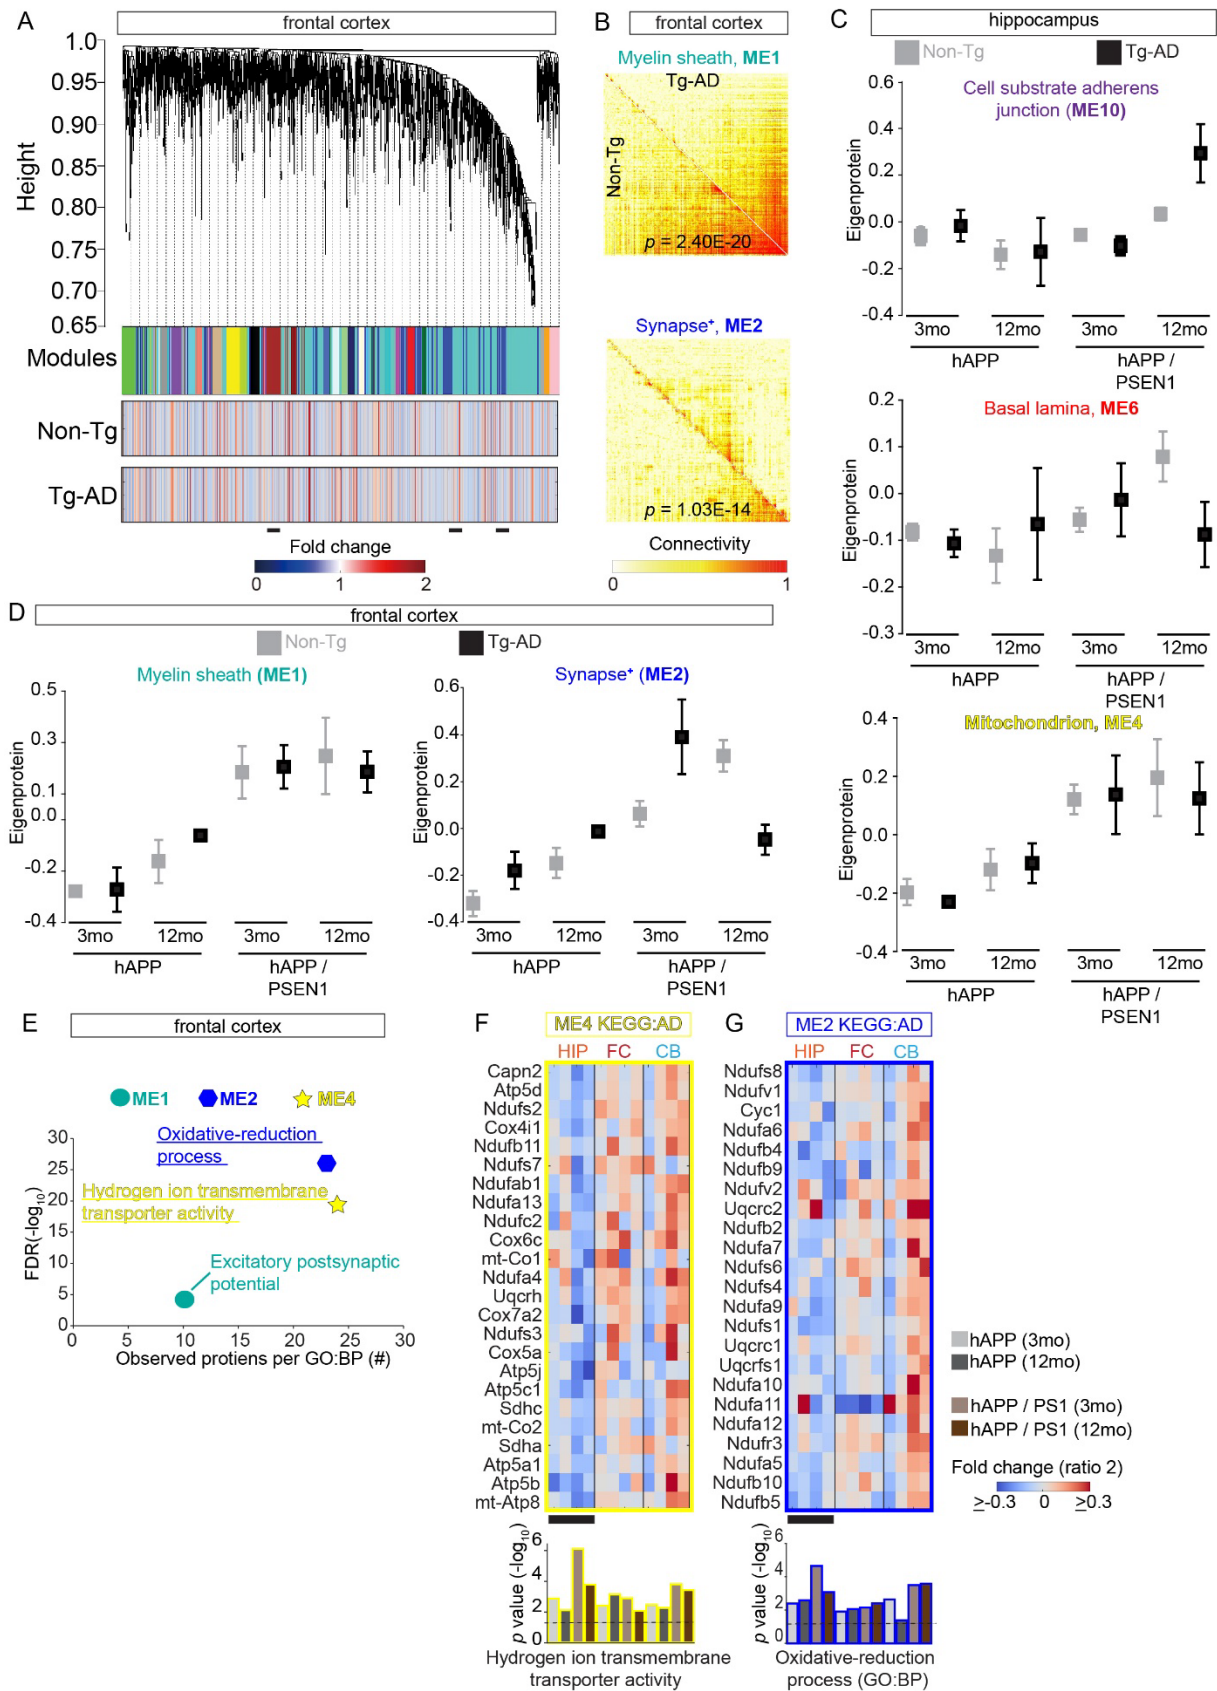 A
frontal cortex
1.0
0.95
0.90
0.85
0.80
0.75
0.70
0.65
Height
Modules
Non-Tg
Tg-AD
Fold change
0 1 2
B
frontal cortex
Myelin sheath, ME1
Tg-AD
Non-Tg
p = 2.40E-20
Synapse⁺, ME2
p = 1.03E-14
Connectivity
0 1
C
hippocampus
Non-Tg Tg-AD
Cell substrate adherens
junction (ME10)
0.6
0.4
0.2
0.0
-0.2
-0.4
Eigenprotein
3mo 12mo 3mo 12mo
hAPP hAPP /
PSEN1
Basal lamina, ME6
0.2
0.1
0.0
-0.1
-0.2
-0.3
Eigenprotein
3mo 12mo 3mo 12mo
hAPP hAPP /
PSEN1
Mitochondrion, ME4
0.4
0.2
0.0
-0.2
-0.4
Eigenprotein
3mo 12mo 3mo 12mo
hAPP hAPP /
PSEN1
D
frontal cortex
Non-Tg Tg-AD
Myelin sheath (ME1)
0.5
0.3
0.1
0.0
-0.2
-0.4
Eigenprotein
3mo 12mo 3mo 12mo
hAPP hAPP /
PSEN1
Synapse⁺ (ME2)
0.6
0.4
0.2
0.0
-0.2
-0.4
Eigenprotein
3mo 12mo 3mo 12mo
hAPP hAPP /
PSEN1
E
frontal cortex
ME1 ME2 ME4
30
25
20
15
10
5
0
FDR(-log₁₀)
Oxidative-reduction
process
Hydrogen ion transmembrane
transporter activity
Excitatory postsynaptic
potential
0 10 15 20 25 30
Observed protiens per GO:BP (#)
F
ME4 KEGG:AD
HIP FC CB
Capn2
Atp5d
Ndufs2
Cox4i1
Ndufb11
Ndufs7
Ndufab1
Ndufa13
Ndufc2
Cox6c
mt-Co1
Ndufa4
Uqcrh
Cox7a2
Ndufs3
Cox5a
Atp5j
Atp5c1
Sdhc
mt-Co2
Sdha
Atp5a1
Atp5b
mt-Atp8
6
4
2
0
p value (-log₁₀)
Hydrogen ion transmembrane
transporter activity
G
ME2 KEGG:AD
HIP FC CB
Ndufs8
Ndufv1
Cyc1
Ndufa6
Ndufb4
Ndufb9
Ndufv2
Uqcrc2
Ndufb2
Ndufa7
Ndufs6
Ndufs4
Ndufa9
Ndufs1
Uqcrc1
Uqcrfs1
Ndufa10
Ndufa11
Ndufa12
Ndufr3
Ndufa5
Ndufb10
Ndufb5
6
4
2
0
p value (-log₁₀)
Oxidative-reduction
process (GO:BP)
hAPP (3mo)
hAPP (12mo)
hAPP / PS1 (3mo)
hAPP / PS1 (12mo)
Fold change (ratio 2)
≥-0.3 0 ≥0.3